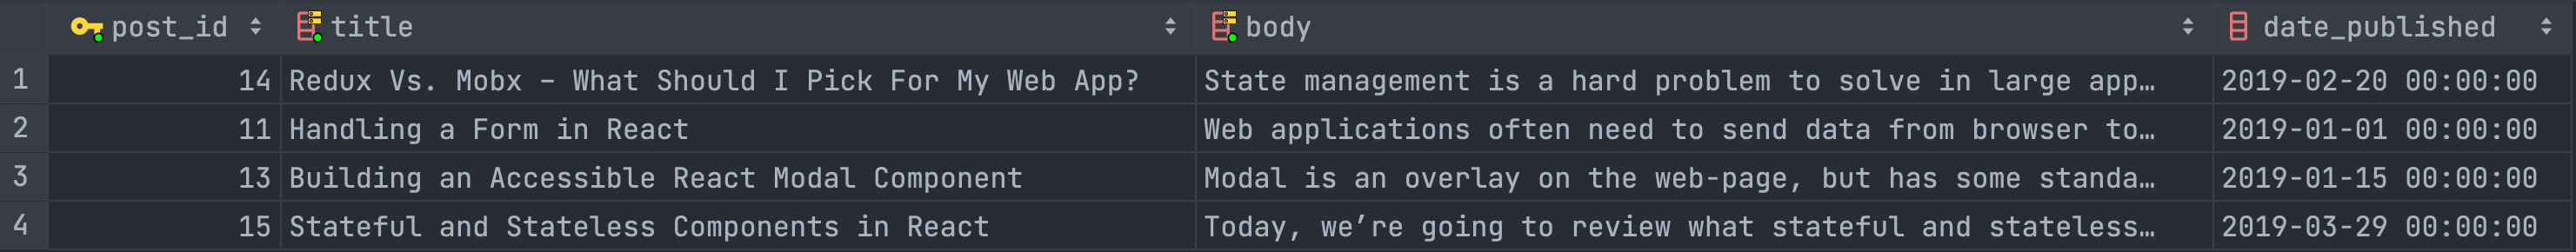 post_id title body date_published
1 14 Redux Vs. Mobx – What Should I Pick For My Web App? State management is a hard problem to solve in large app… 2019-02-20 00:00:00
2 11 Handling a Form in React Web applications often need to send data from browser to… 2019-01-01 00:00:00
3 13 Building an Accessible React Modal Component Modal is an overlay on the web-page, but has some standa… 2019-01-15 00:00:00
4 15 Stateful and Stateless Components in React Today, we’re going to review what stateful and stateless… 2019-03-29 00:00:00